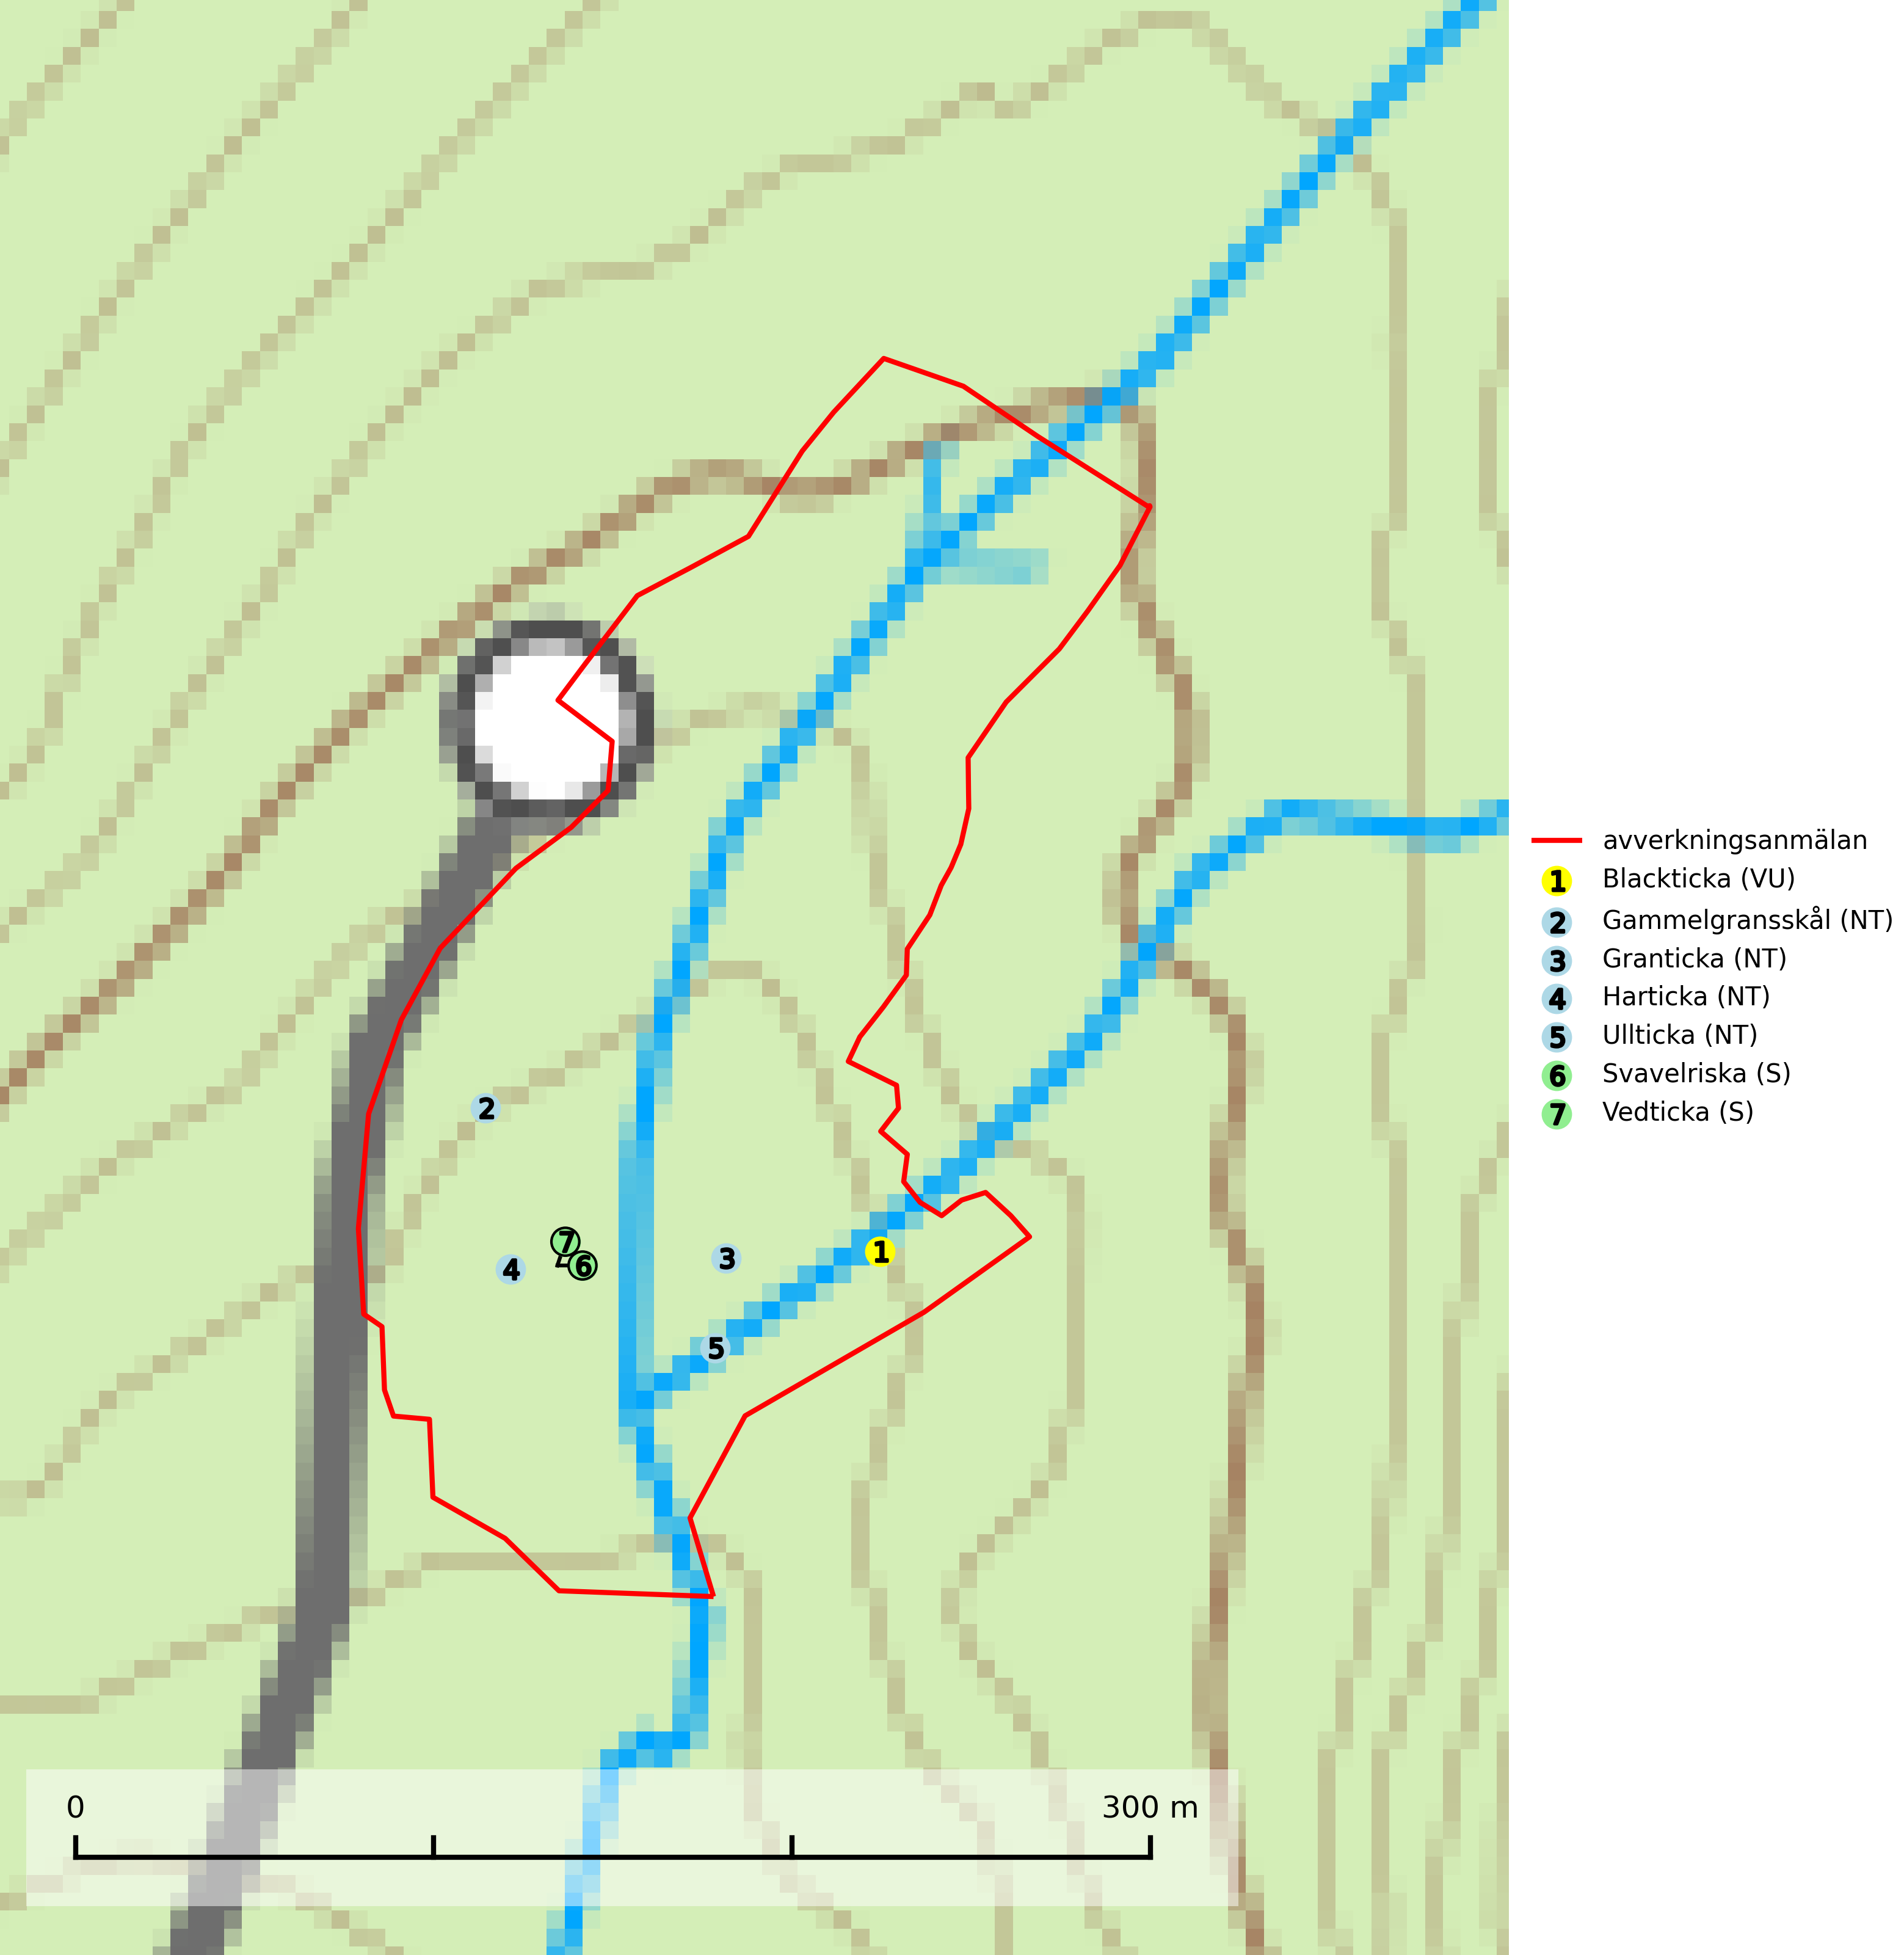 avverkningsanmälan
1 Blackticka (VU)
2 Gammelgransskål (NT)
3 Granticka (NT)
4 Harticka (NT)
5 Ullticka (NT)
6 Svavelriska (S)
7 Vedticka (S)
2
7
6
4
3
1
5
0 300 m